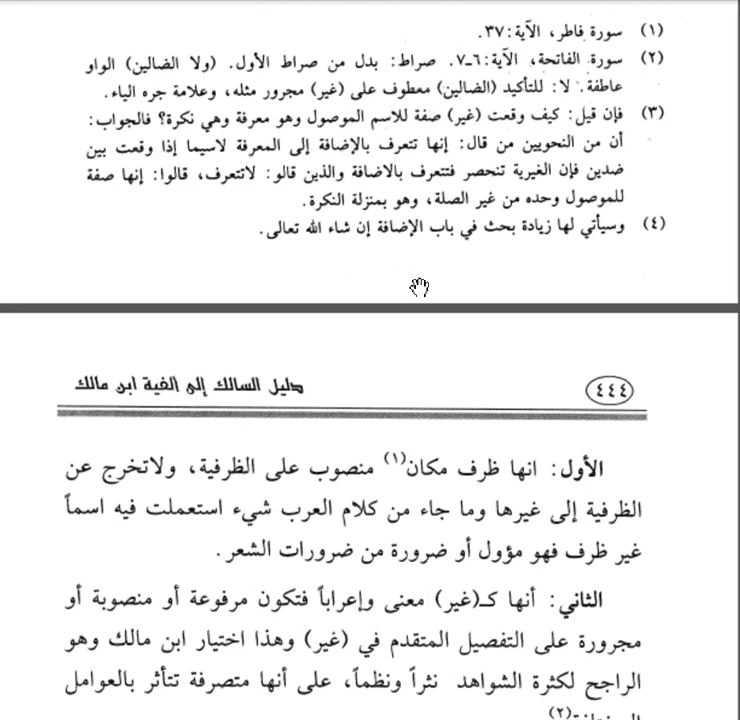 (١) سورة فاطر، الآية: ٣٧.
(٢) سورة الفاتحة، الآية: ٦-٧. صراط: بدل من صراط الأول. (ولا الضالين) الواو
عاطفة. لا: للتأكيد (الضالين) معطوف على (غير) مجرور مثله، وعلامة جره الياء.
(٣) فإن قيل: كيف وقعت (غير) صفة للاسم الموصول وهو معرفة وهي نكرة؟ فالجواب:
أن من النحويين من قال: إنها تتعرف بالإضافة إلى المعرفة لاسيما إذا وقعت بين
ضدين فإن الغيرية تنحصر فتتعرف بالاضافة والذين قالو: لاتتعرف، قالوا: إنها صفة
للموصول وحده من غير الصلة، وهو بمنزلة النكرة.
(٤) وسيأتي لها زيادة بحث في باب الإضافة إن شاء الله تعالى.
٤٤٤ دليل السالك إلى ألفية ابن مالك
الأول: انها ظرف مكان(١) منصوب على الظرفية، ولاتخرج عن
الظرفية إلى غيرها وما جاء من كلام العرب شيء استعملت فيه اسماً
غير ظرف فهو مؤول أو ضرورة من ضرورات الشعر.
الثاني: أنها كـ(غير) معنى وإعراباً فتكون مرفوعة أو منصوبة أو
مجرورة على التفصيل المتقدم في (غير) وهذا اختيار ابن مالك وهو
الراجح لكثرة الشواهد نثراً ونظماً، على أنها متصرفة تتأثر بالعوامل
(٢)